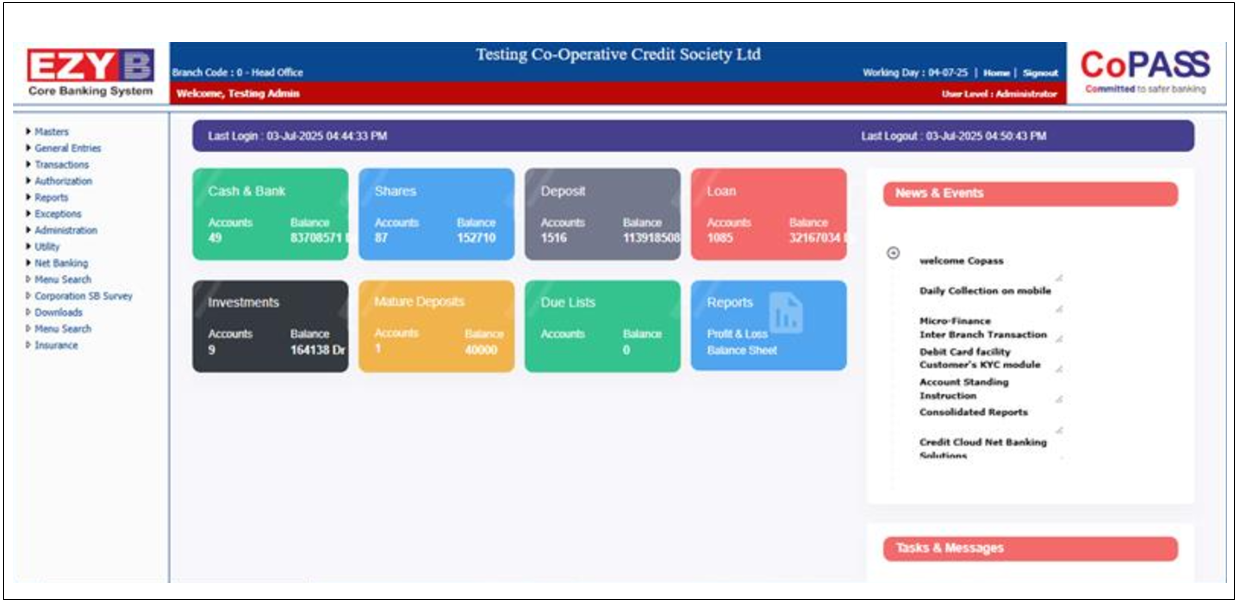 EZYB
Core Banking System
Testing Co-Operative Credit Society Ltd
Branch Code : 0 - Head Office
Working Day : 04-07-25 | Home | Signout
Welcome, Testing Admin
User Level : Administrator
CoPASS
Committed to safer banking
Masters
General Entries
Transactions
Authorization
Reports
Exceptions
Administration
Utility
Net Banking
Menu Search
Corporation SB Survey
Downloads
Menu Search
Insurance
Last Login : 03-Jul-2025 04:44:33 PM
Last Logout : 03-Jul-2025 04:50:43 PM
Cash & Bank
Accounts Balance
49 83708571
Shares
Accounts Balance
87 152710
Deposit
Accounts Balance
1516 113918508
Loan
Accounts Balance
1085 32167034
Investments
Accounts Balance
9 164138 Dr
Mature Deposits
Accounts Balance
1 40000
Due Lists
Accounts Balance
0
Reports
Profit & Loss
Balance Sheet
News & Events
welcome Copass
Daily Collection on mobile
Micro-Finance
Inter Branch Transaction
Debit Card facility
Customer's KYC module
Account Standing
Instruction
Consolidated Reports
Credit Cloud Net Banking
Solutions
Tasks & Messages